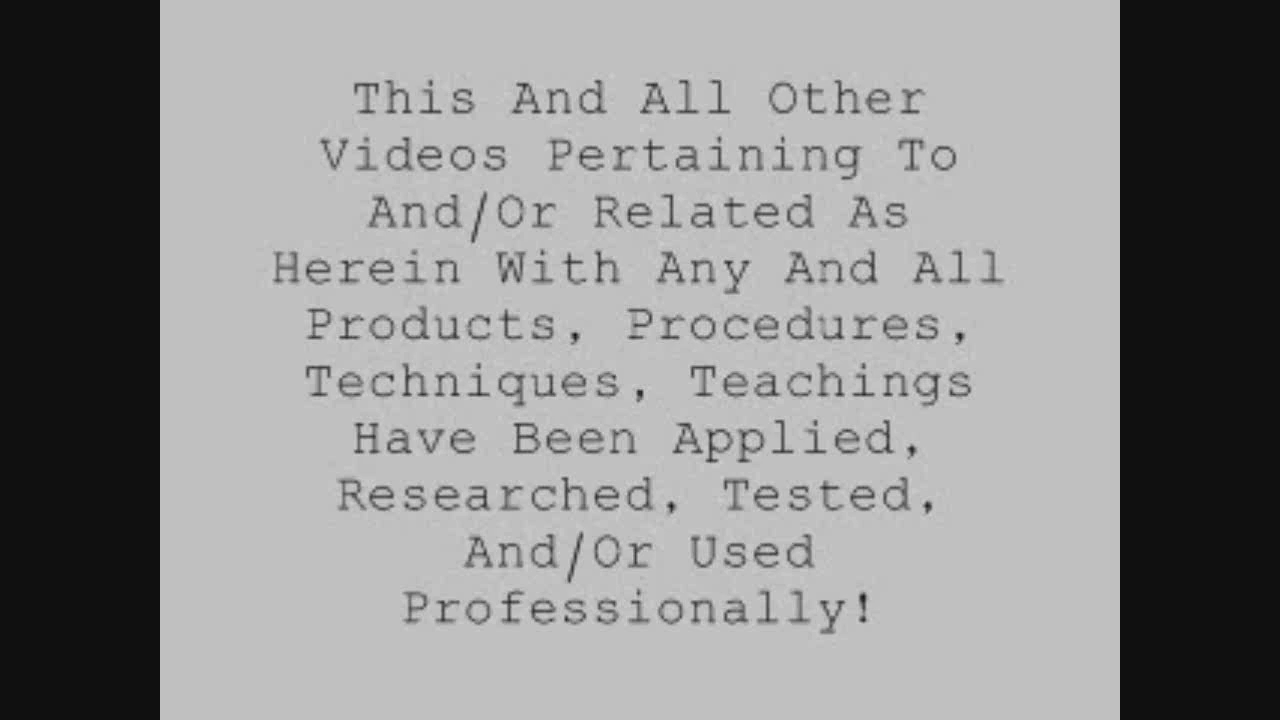 This And All Other
Videos Pertaining To
And/Or Related As
Herein With Any And All
Products, Procedures,
Techniques, Teachings
Have Been Applied,
Researched, Tested,
And/Or Used
Professionally!